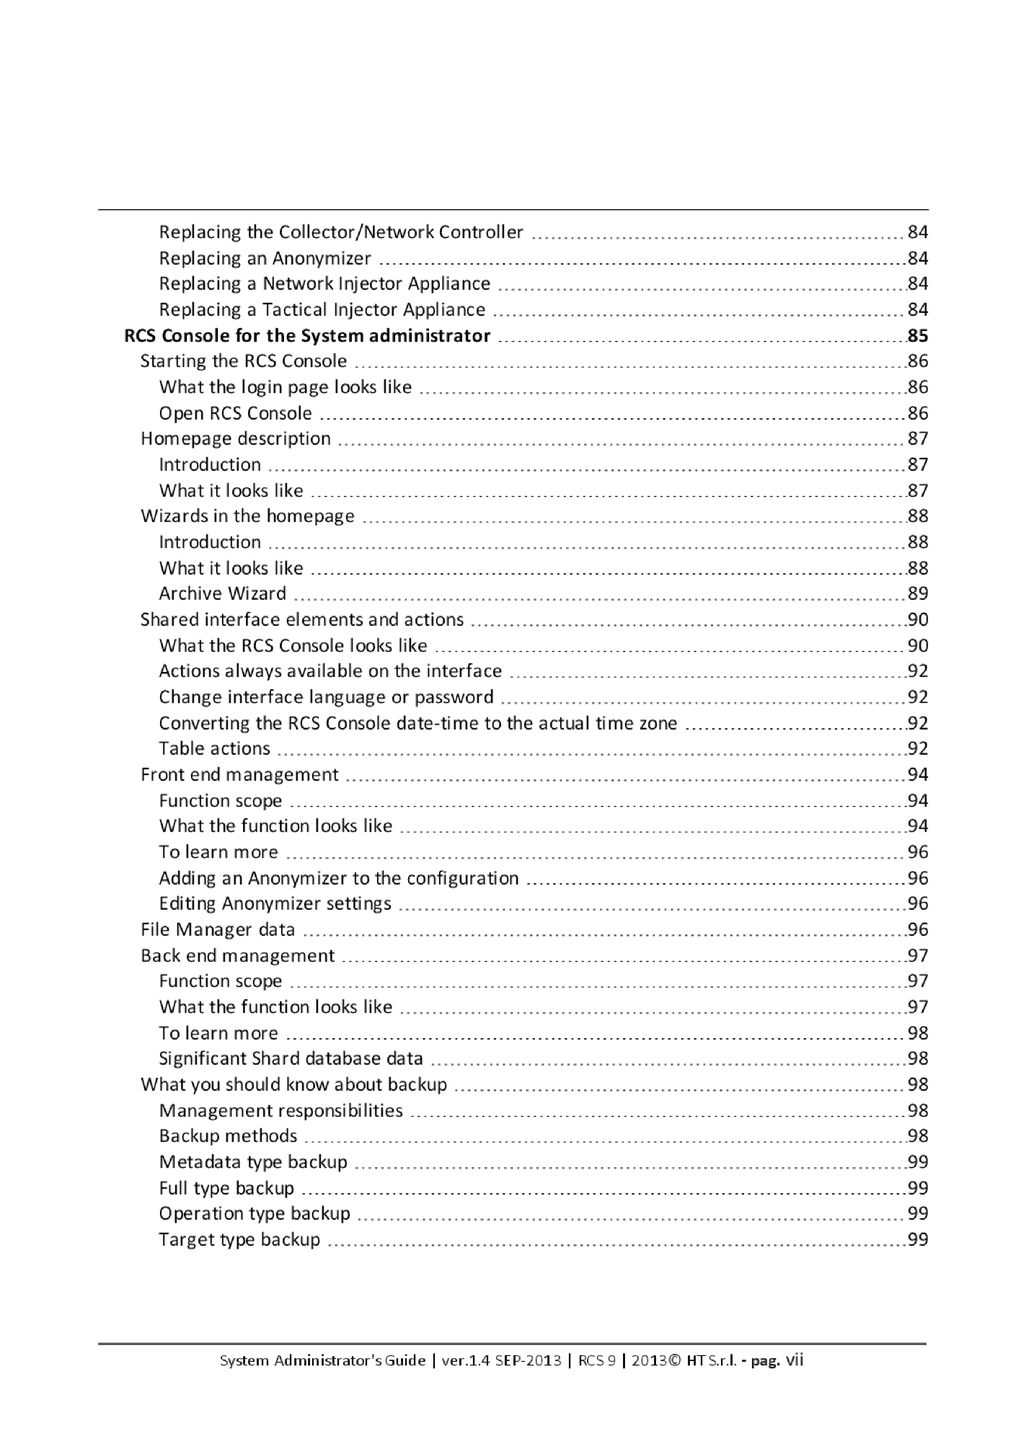 Replacing the Collector/Network Controller 84
Replacing an Anonymizer 84
Replacing a Network Injector Appliance 84
Replacing a Tactical Injector Appliance 84
RCS Console for the System administrator 85
Starting the RCS Console 86
What the login page looks like 86
Open RCS Console 86
Homepage description 87
Introduction 87
What it looks like 87
Wizards in the homepage 88
Introduction 88
What it looks like 88
Archive Wizard 89
Shared interface elements and actions 90
What the RCS Console looks like 90
Actions always available on the interface 92
Change interface language or password 92
Converting the RCS Console date-time to the actual time zone 92
Table actions 92
Front end management 94
Function scope 94
What the function looks like 94
To learn more 96
Adding an Anonymizer to the configuration 96
Editing Anonymizer settings 96
File Manager data 96
Back end management 97
Function scope 97
What the function looks like 97
To learn more 98
Significant Shard database data 98
What you should know about backup 98
Management responsibilities 98
Backup methods 98
Metadata type backup 99
Full type backup 99
Operation type backup 99
Target type backup 99
System Administrator's Guide | ver.1.4 SEP-2013 | RCS 9 | 2013© HT S.r.l. - pag. vii